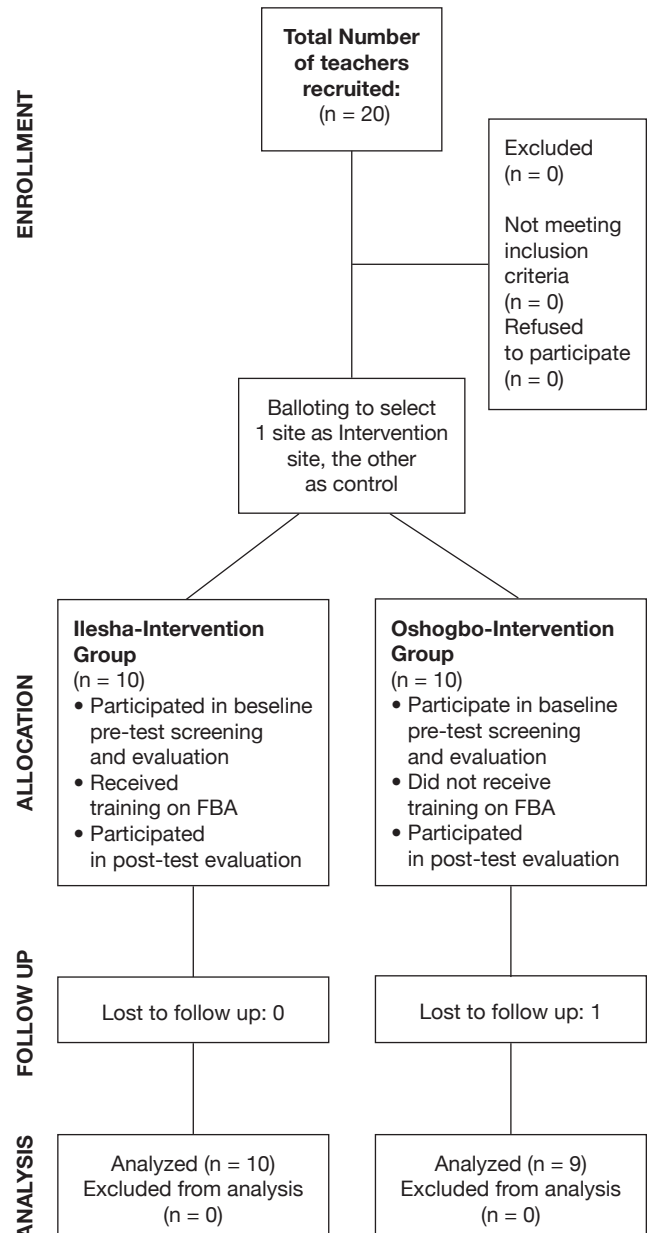 ENROLLMENT
Total Number
of teachers
recruited:
(n = 20)
Excluded
(n = 0)
Not meeting
inclusion
criteria
(n = 0)
Refused
to participate
(n = 0)
Balloting to select
1 site as Intervention
site, the other
as control
ALLOCATION
Ilesha-Intervention
Group
(n = 10)
• Participated in beseline
pre-test screening
and evaluation
• Received
training on FBA
• Participated
in post-test evaluation
Oshogbo-Intervention
Group
(n = 10)
• Participate in baseline
pre-test screening
and evaluation
• Did not receive
training on FBA
• Participated
in post-test evaluation
FOLLOW UP
Lost to follow up: 0
Lost to follow up: 1
ANALYSIS
Analyzed (n = 10)
Excluded from analysis
(n = 0)
Analyzed (n = 9)
Excluded from analysis
(n = 0)